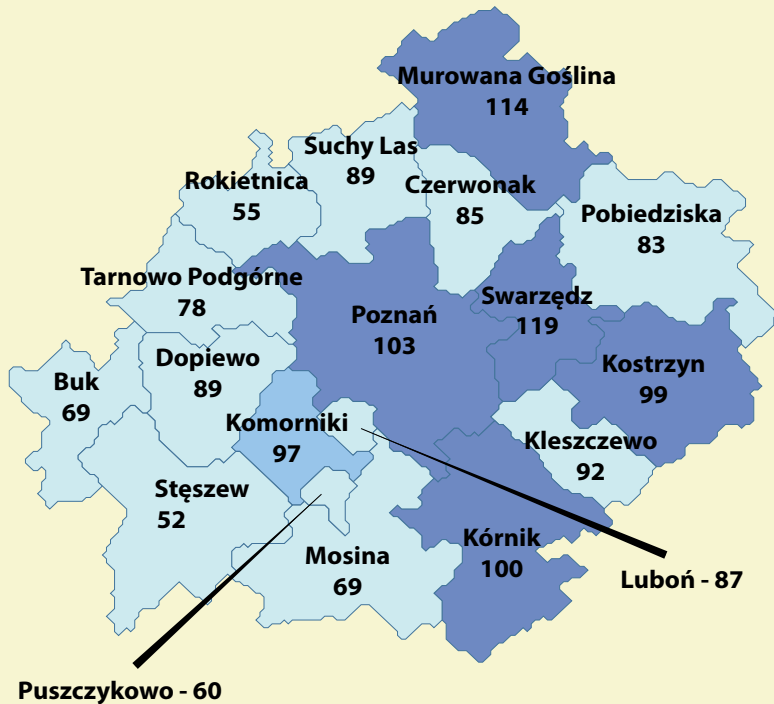 Murowana Goślina
114
Suchy Las
89
Rokietnica
55
Czerwonak
85
Pobiedziska
83
Tarnowo Podgórne
78
Poznań
103
Swarzędz
119
Buk
69
Dopiewo
89
Kostrzyn
99
Komorniki
97
Kleszczewo
92
Stęszew
52
Mosina
69
Kórnik
100
Luboń - 87
Puszczykowo - 60